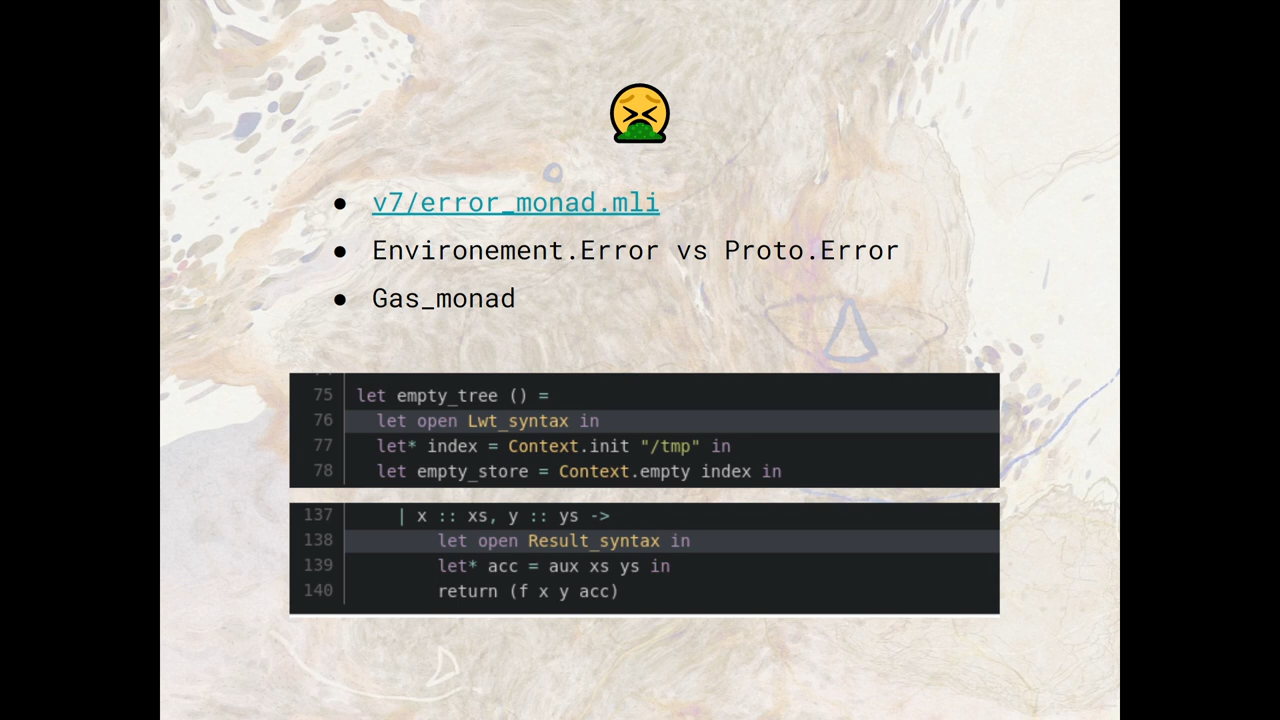 v7/error_monad.mli
Environement.Error vs Proto.Error
Gas_monad
75 let empty_tree () =
76 let open Lwt_syntax in
77 let* index = Context.init "/tmp" in
78 let empty_store = Context.empty index in
137 | x :: xs, y :: ys ->
138 let open Result_syntax in
139 let* acc = aux xs ys in
140 return (f x y acc)